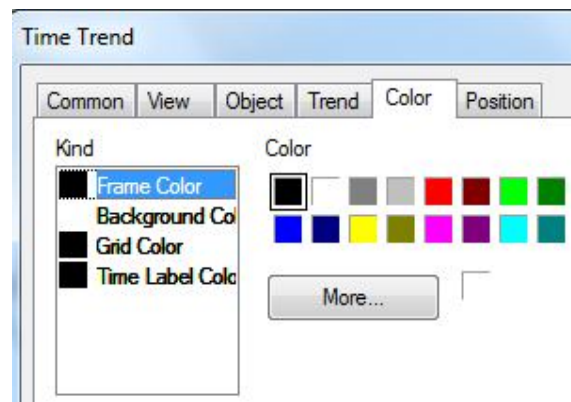 Time Trend
Common View Object Trend Color Position
Kind Color
Frame Color
Background Col
Grid Color
Time Label Colo
More...